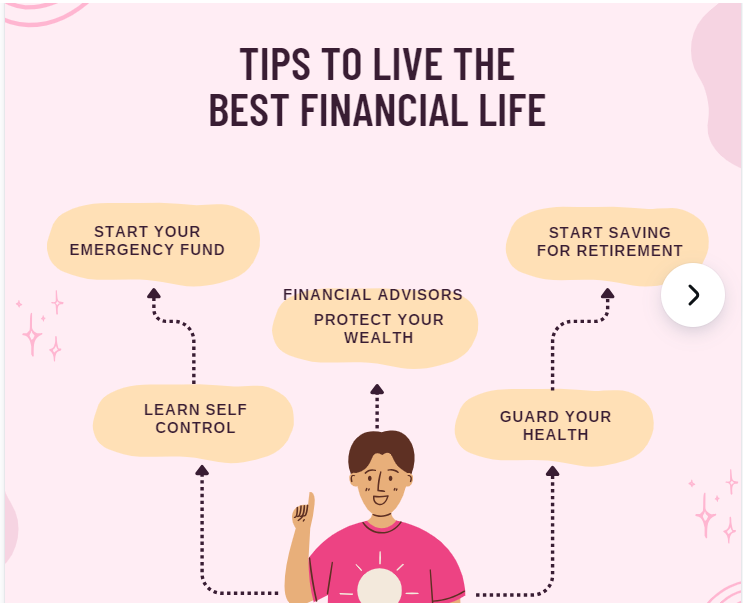 TIPS TO LIVE THE
BEST FINANCIAL LIFE
START YOUR
EMERGENCY FUND
START SAVING
FOR RETIREMENT
FINANCIAL ADVISORS
PROTECT YOUR
WEALTH
LEARN SELF
CONTROL
GUARD YOUR
HEALTH